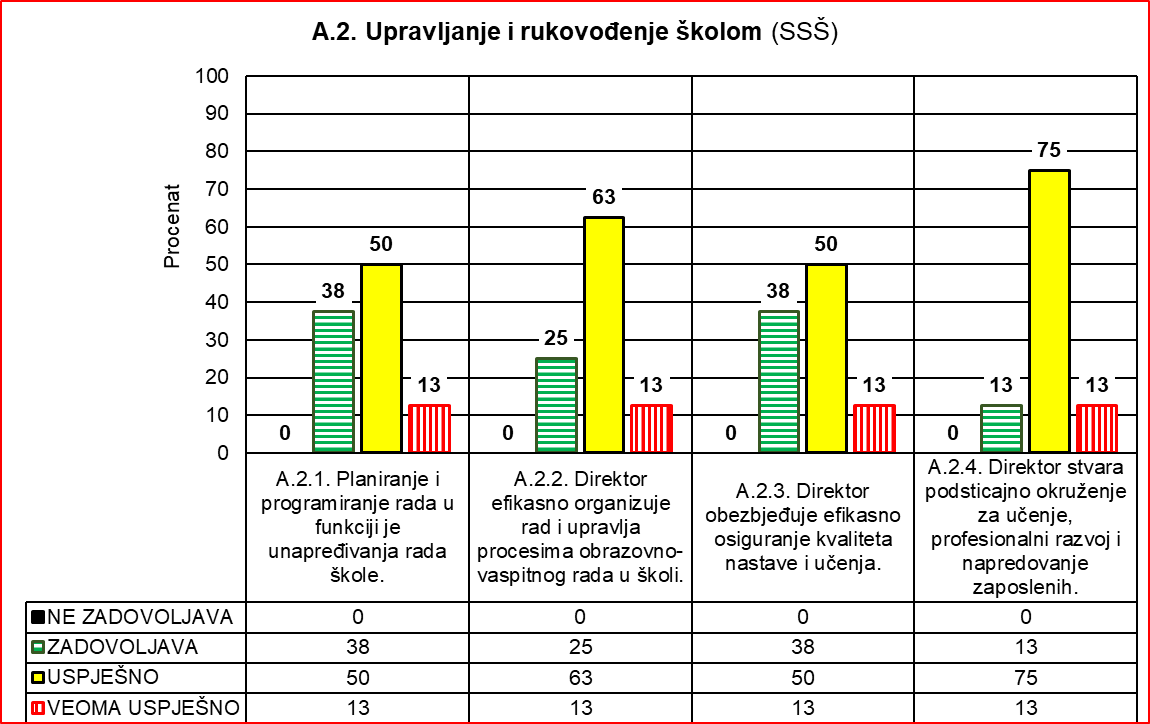 A.2. Upravljanje i rukovođenje školom (SSŠ)
Procenat
100
90
80
70
60
50
40
30
20
10
0
0
38
50
13
0
25
63
13
0
38
50
13
0
13
75
13
A.2.1. Planiranje i
programiranje rada u
funkciji je
unapređivanja rada
škole.
A.2.2. Direktor
efikasno organizuje
rad i upravlja
procesima obrazovno-
vaspitnog rada u školi.
A.2.3. Direktor
obezbjeđuje efikasno
osiguranje kvaliteta
nastave i učenja.
A.2.4. Direktor stvara
podsticajno okruženje
za učenje,
profesionalni razvoj i
napredovanje
zaposlenih.
NE ZADOVOLJAVA 0 0 0 0
ZADOVOLJAVA 38 25 38 13
USPJEŠNO 50 63 50 75
VEOMA USPJEŠNO 13 13 13 13